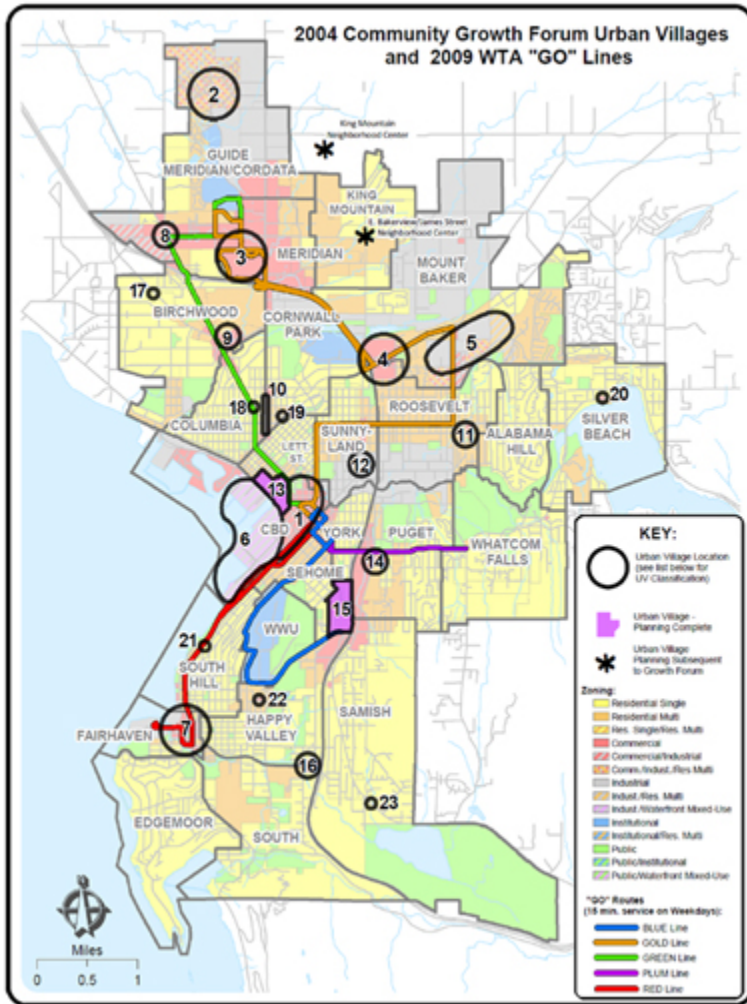 2004 Community Growth Forum Urban Villages
and 2009 WTA "GO" Lines
2
King Mountain
Neighborhood Center
GUIDE
MERIDIAN/CORDATA
KING
MOUNTAIN
E. Bakerview/James Street
Neighborhood Center
8
3
MERIDIAN
MOUNT
BAKER
17
BIRCHWOOD
CORNWALL
PARK
9
4
5
10
18
19
COLUMBIA
LETT.
ST.
SUNNY-
LAND
ROOSEVELT
11
ALABAMA
HILL
20
SILVER
BEACH
12
13
1
6
CBD
YORK
PUGET
WHATCOM
FALLS
SEHOME
14
15
WWU
21
SOUTH
HILL
22
HAPPY
VALLEY
SAMISH
7
FAIRHAVEN
16
23
EDGEMOOR
SOUTH
Miles
0 0.5 1
KEY:
Urban Village Location
(see list below for
UV Classification)
Urban Village -
Planning Complete
Urban Village
Planning Subsequent
to Growth Forum
Zoning:
Residential Single
Residential Multi
Res. Single/Res. Multi
Commercial
Commercial/Industrial
Comm./Indust./Res Multi
Industrial
Indust./Res. Multi
Indust./Waterfront Mixed-Use
Institutional
Institutional/Res. Multi
Public
Public/Institutional
Public/Waterfront Mixed-Use
"GO" Routes
(15 min. service on Weekdays):
BLUE Line
GOLD Line
GREEN Line
PLUM Line
RED Line